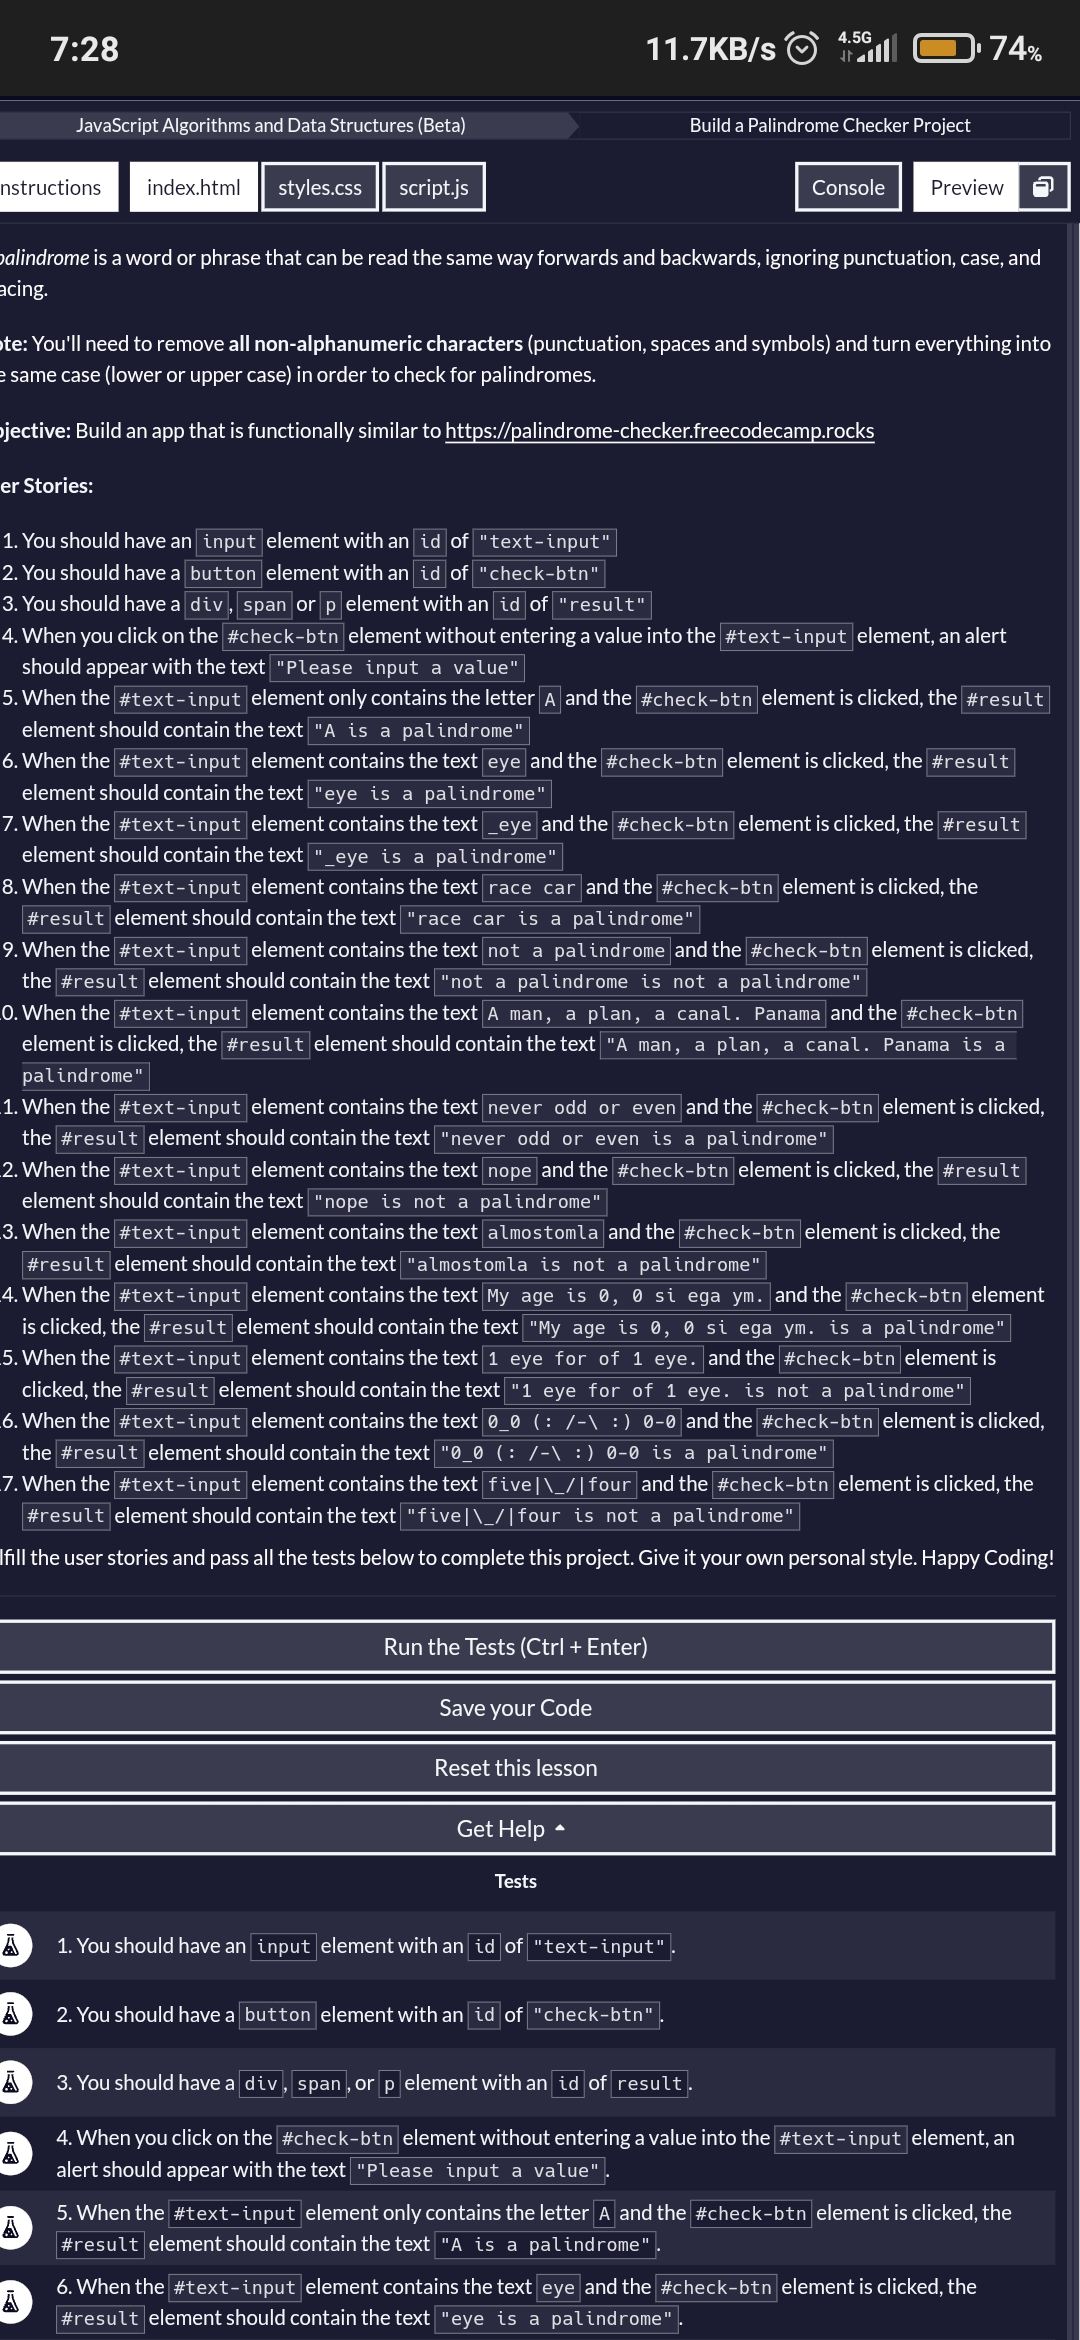 7:28
11.7KB/s 4.5G 74%
JavaScript Algorithms and Data Structures (Beta) Build a Palindrome Checker Project
nstructions index.html styles.css script.js Console Preview
palindrome is a word or phrase that can be read the same way forwards and backwards, ignoring punctuation, case, and
acing.
ote: You'll need to remove all non-alphanumeric characters (punctuation, spaces and symbols) and turn everything into
e same case (lower or upper case) in order to check for palindromes.
jective: Build an app that is functionally similar to https://palindrome-checker.freecodecamp.rocks
er Stories:
1. You should have an input element with an id of "text-input"
2. You should have a button element with an id of "check-btn"
3. You should have a div, span or p element with an id of "result"
4. When you click on the #check-btn element without entering a value into the #text-input element, an alert
should appear with the text "Please input a value"
5. When the #text-input element only contains the letter A and the #check-btn element is clicked, the #result
element should contain the text "A is a palindrome"
6. When the #text-input element contains the text eye and the #check-btn element is clicked, the #result
element should contain the text "eye is a palindrome"
7. When the #text-input element contains the text _eye and the #check-btn element is clicked, the #result
element should contain the text "_eye is a palindrome"
8. When the #text-input element contains the text race car and the #check-btn element is clicked, the
#result element should contain the text "race car is a palindrome"
9. When the #text-input element contains the text not a palindrome and the #check-btn element is clicked,
the #result element should contain the text "not a palindrome is not a palindrome"
0. When the #text-input element contains the text A man, a plan, a canal. Panama and the #check-btn
element is clicked, the #result element should contain the text "A man, a plan, a canal. Panama is a
palindrome"
1. When the #text-input element contains the text never odd or even and the #check-btn element is clicked,
the #result element should contain the text "never odd or even is a palindrome"
2. When the #text-input element contains the text nope and the #check-btn element is clicked, the #result
element should contain the text "nope is not a palindrome"
3. When the #text-input element contains the text almostomla and the #check-btn element is clicked, the
#result element should contain the text "almostomla is not a palindrome"
4. When the #text-input element contains the text My age is 0, 0 si ega ym. and the #check-btn element
is clicked, the #result element should contain the text "My age is 0, 0 si ega ym. is a palindrome"
5. When the #text-input element contains the text 1 eye for of 1 eye. and the #check-btn element is
clicked, the #result element should contain the text "1 eye for of 1 eye. is not a palindrome"
6. When the #text-input element contains the text 0_0 (: /-\ :) 0-0 and the #check-btn element is clicked,
the #result element should contain the text "0_0 (: /-\ :) 0-0 is a palindrome"
7. When the #text-input element contains the text five|\_/|four and the #check-btn element is clicked, the
#result element should contain the text "five|\_/|four is not a palindrome"
lfill the user stories and pass all the tests below to complete this project. Give it your own personal style. Happy Coding!
Run the Tests (Ctrl + Enter)
Save your Code
Reset this lesson
Get Help
Tests
1. You should have an input element with an id of "text-input".
2. You should have a button element with an id of "check-btn".
3. You should have a div, span, or p element with an id of result.
4. When you click on the #check-btn element without entering a value into the #text-input element, an
alert should appear with the text "Please input a value".
5. When the #text-input element only contains the letter A and the #check-btn element is clicked, the
#result element should contain the text "A is a palindrome".
6. When the #text-input element contains the text eye and the #check-btn element is clicked, the
#result element should contain the text "eye is a palindrome".